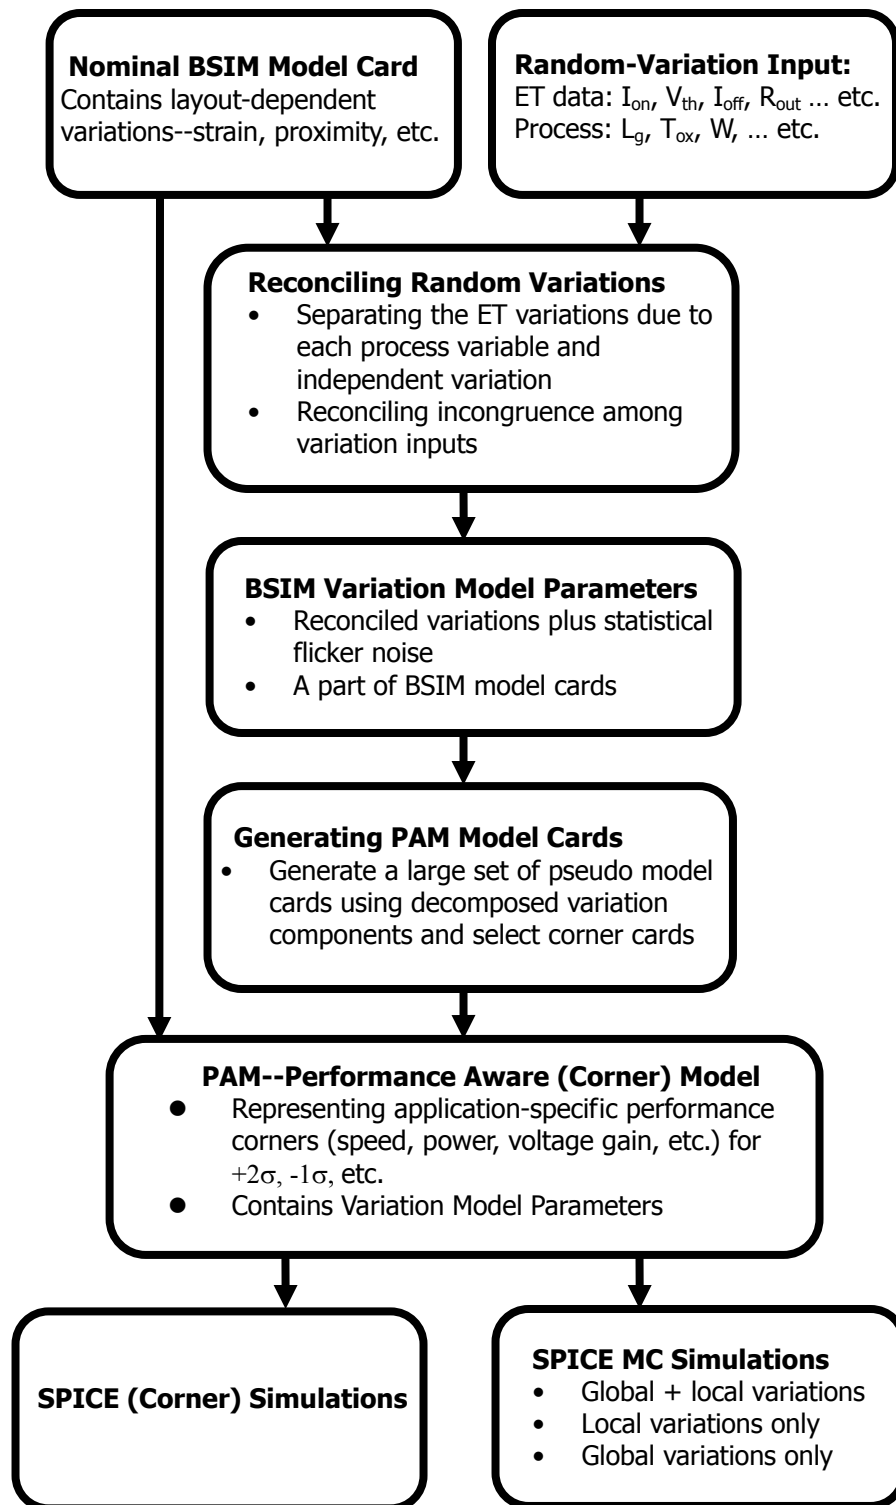 Nominal BSIM Model Card
Contains layout-dependent
variations--strain, proximity, etc.
Random-Variation Input:
ET data: Ion, Vth, Ioff, Rout ... etc.
Process: Lg, Tox, W, ... etc.
Reconciling Random Variations
• Separating the ET variations due to
each process variable and
independent variation
• Reconciling incongruence among
variation inputs
BSIM Variation Model Parameters
• Reconciled variations plus statistical
flicker noise
• A part of BSIM model cards
Generating PAM Model Cards
• Generate a large set of pseudo model
cards using decomposed variation
components and select corner cards
PAM--Performance Aware (Corner) Model
• Representing application-specific performance
corners (speed, power, voltage gain, etc.) for
+2σ, -1σ, etc.
• Contains Variation Model Parameters
SPICE (Corner) Simulations
SPICE MC Simulations
• Global + local variations
• Local variations only
• Global variations only